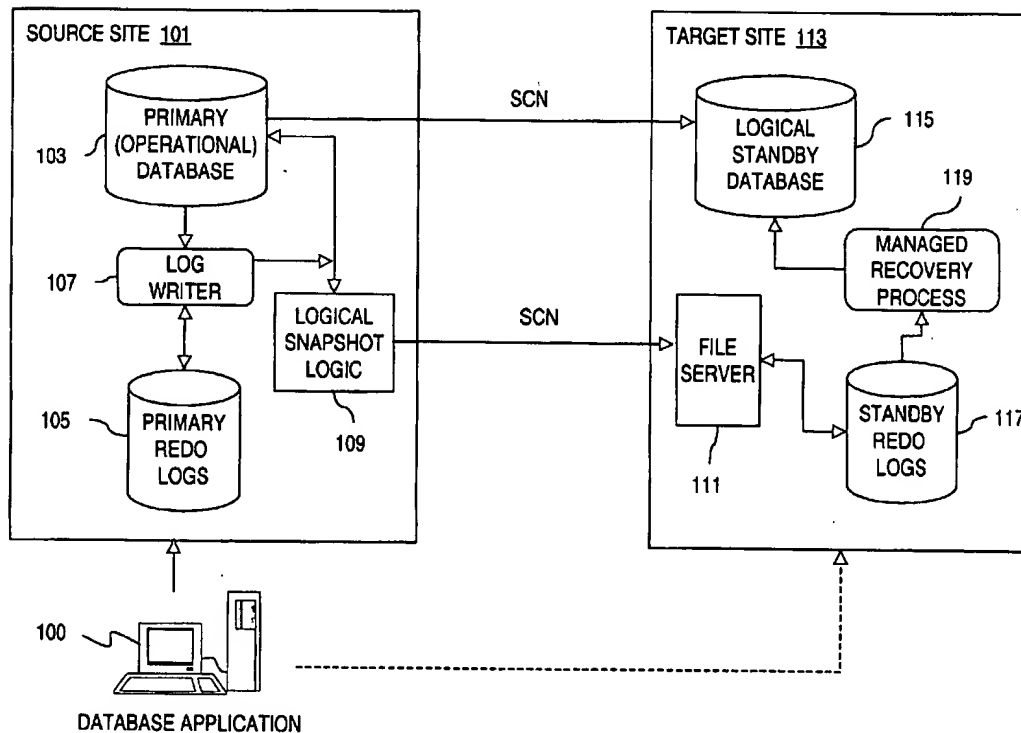 SOURCE SITE 101
PRIMARY
(OPERATIONAL)
DATABASE
103
107
LOG
WRITER
105
PRIMARY
REDO
LOGS
LOGICAL
SNAPSHOT
LOGIC
109
SCN
SCN
TARGET SITE 113
LOGICAL
STANDBY
DATABASE
115
119
MANAGED
RECOVERY
PROCESS
FILE
SERVER
111
STANDBY
REDO
LOGS
117
100
DATABASE APPLICATION